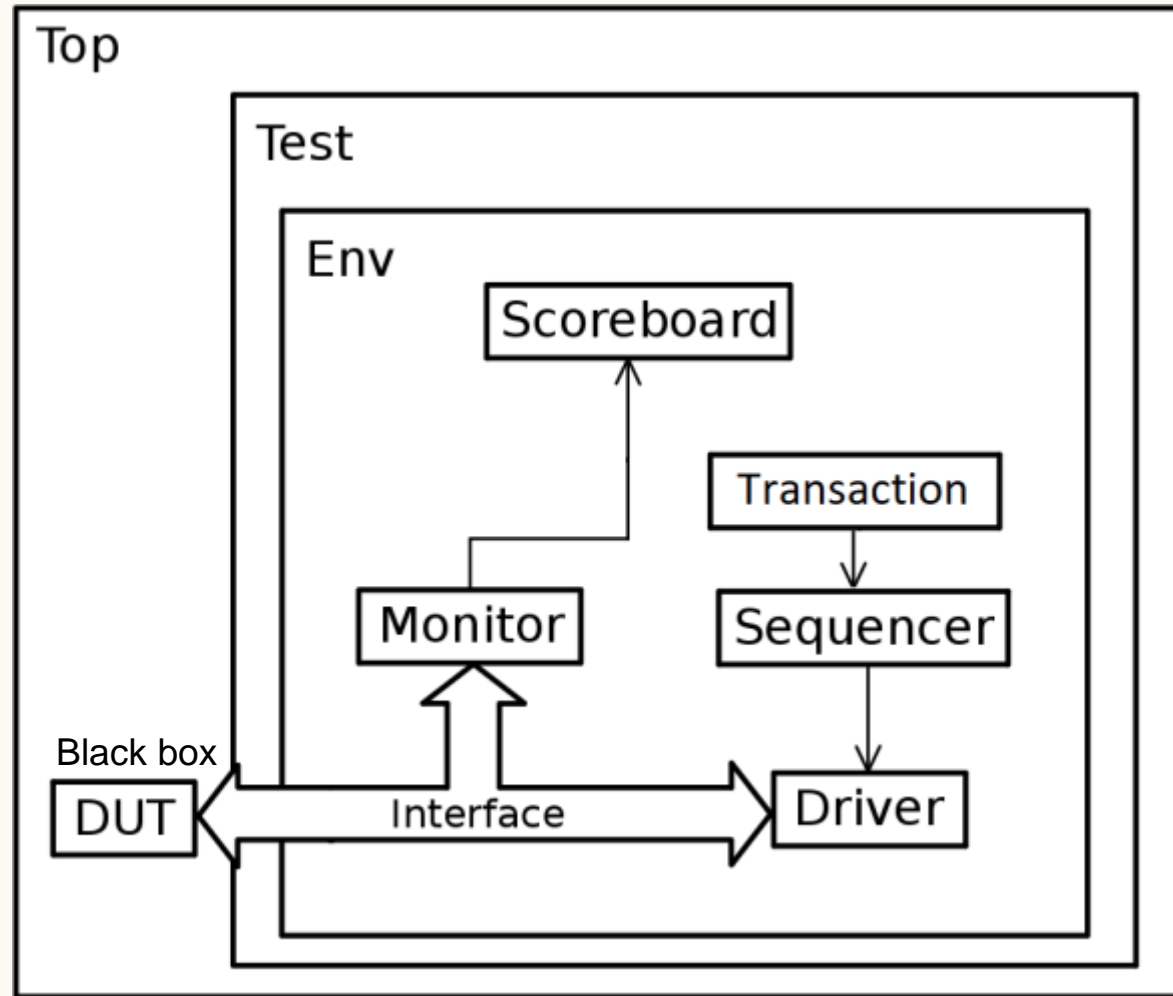 Top
Test
Env
Scoreboard
Transaction
Monitor
Sequencer
Black box
DUT
Interface
Driver